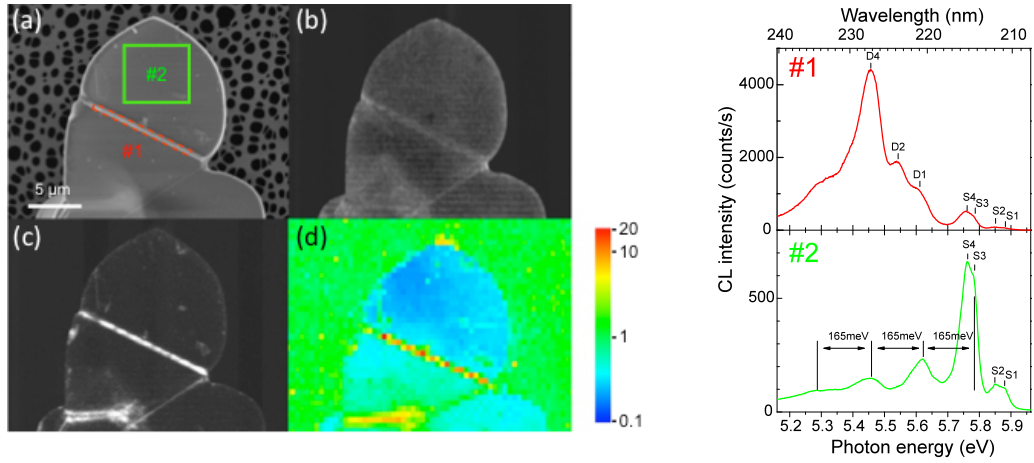 (a)
#2
#1
5 µm
(b)
(c)
(d)
20
10
1
0.1
Wavelength (nm)
240 230 220 210
#1
D4
D2
D1
S4
S3
S2
S1
4000
2000
0
CL intensity (counts/s)
#2
S4
S3
165meV 165meV 165meV
S2
S1
500
0
5.2 5.3 5.4 5.5 5.6 5.7 5.8 5.9
Photon energy (eV)